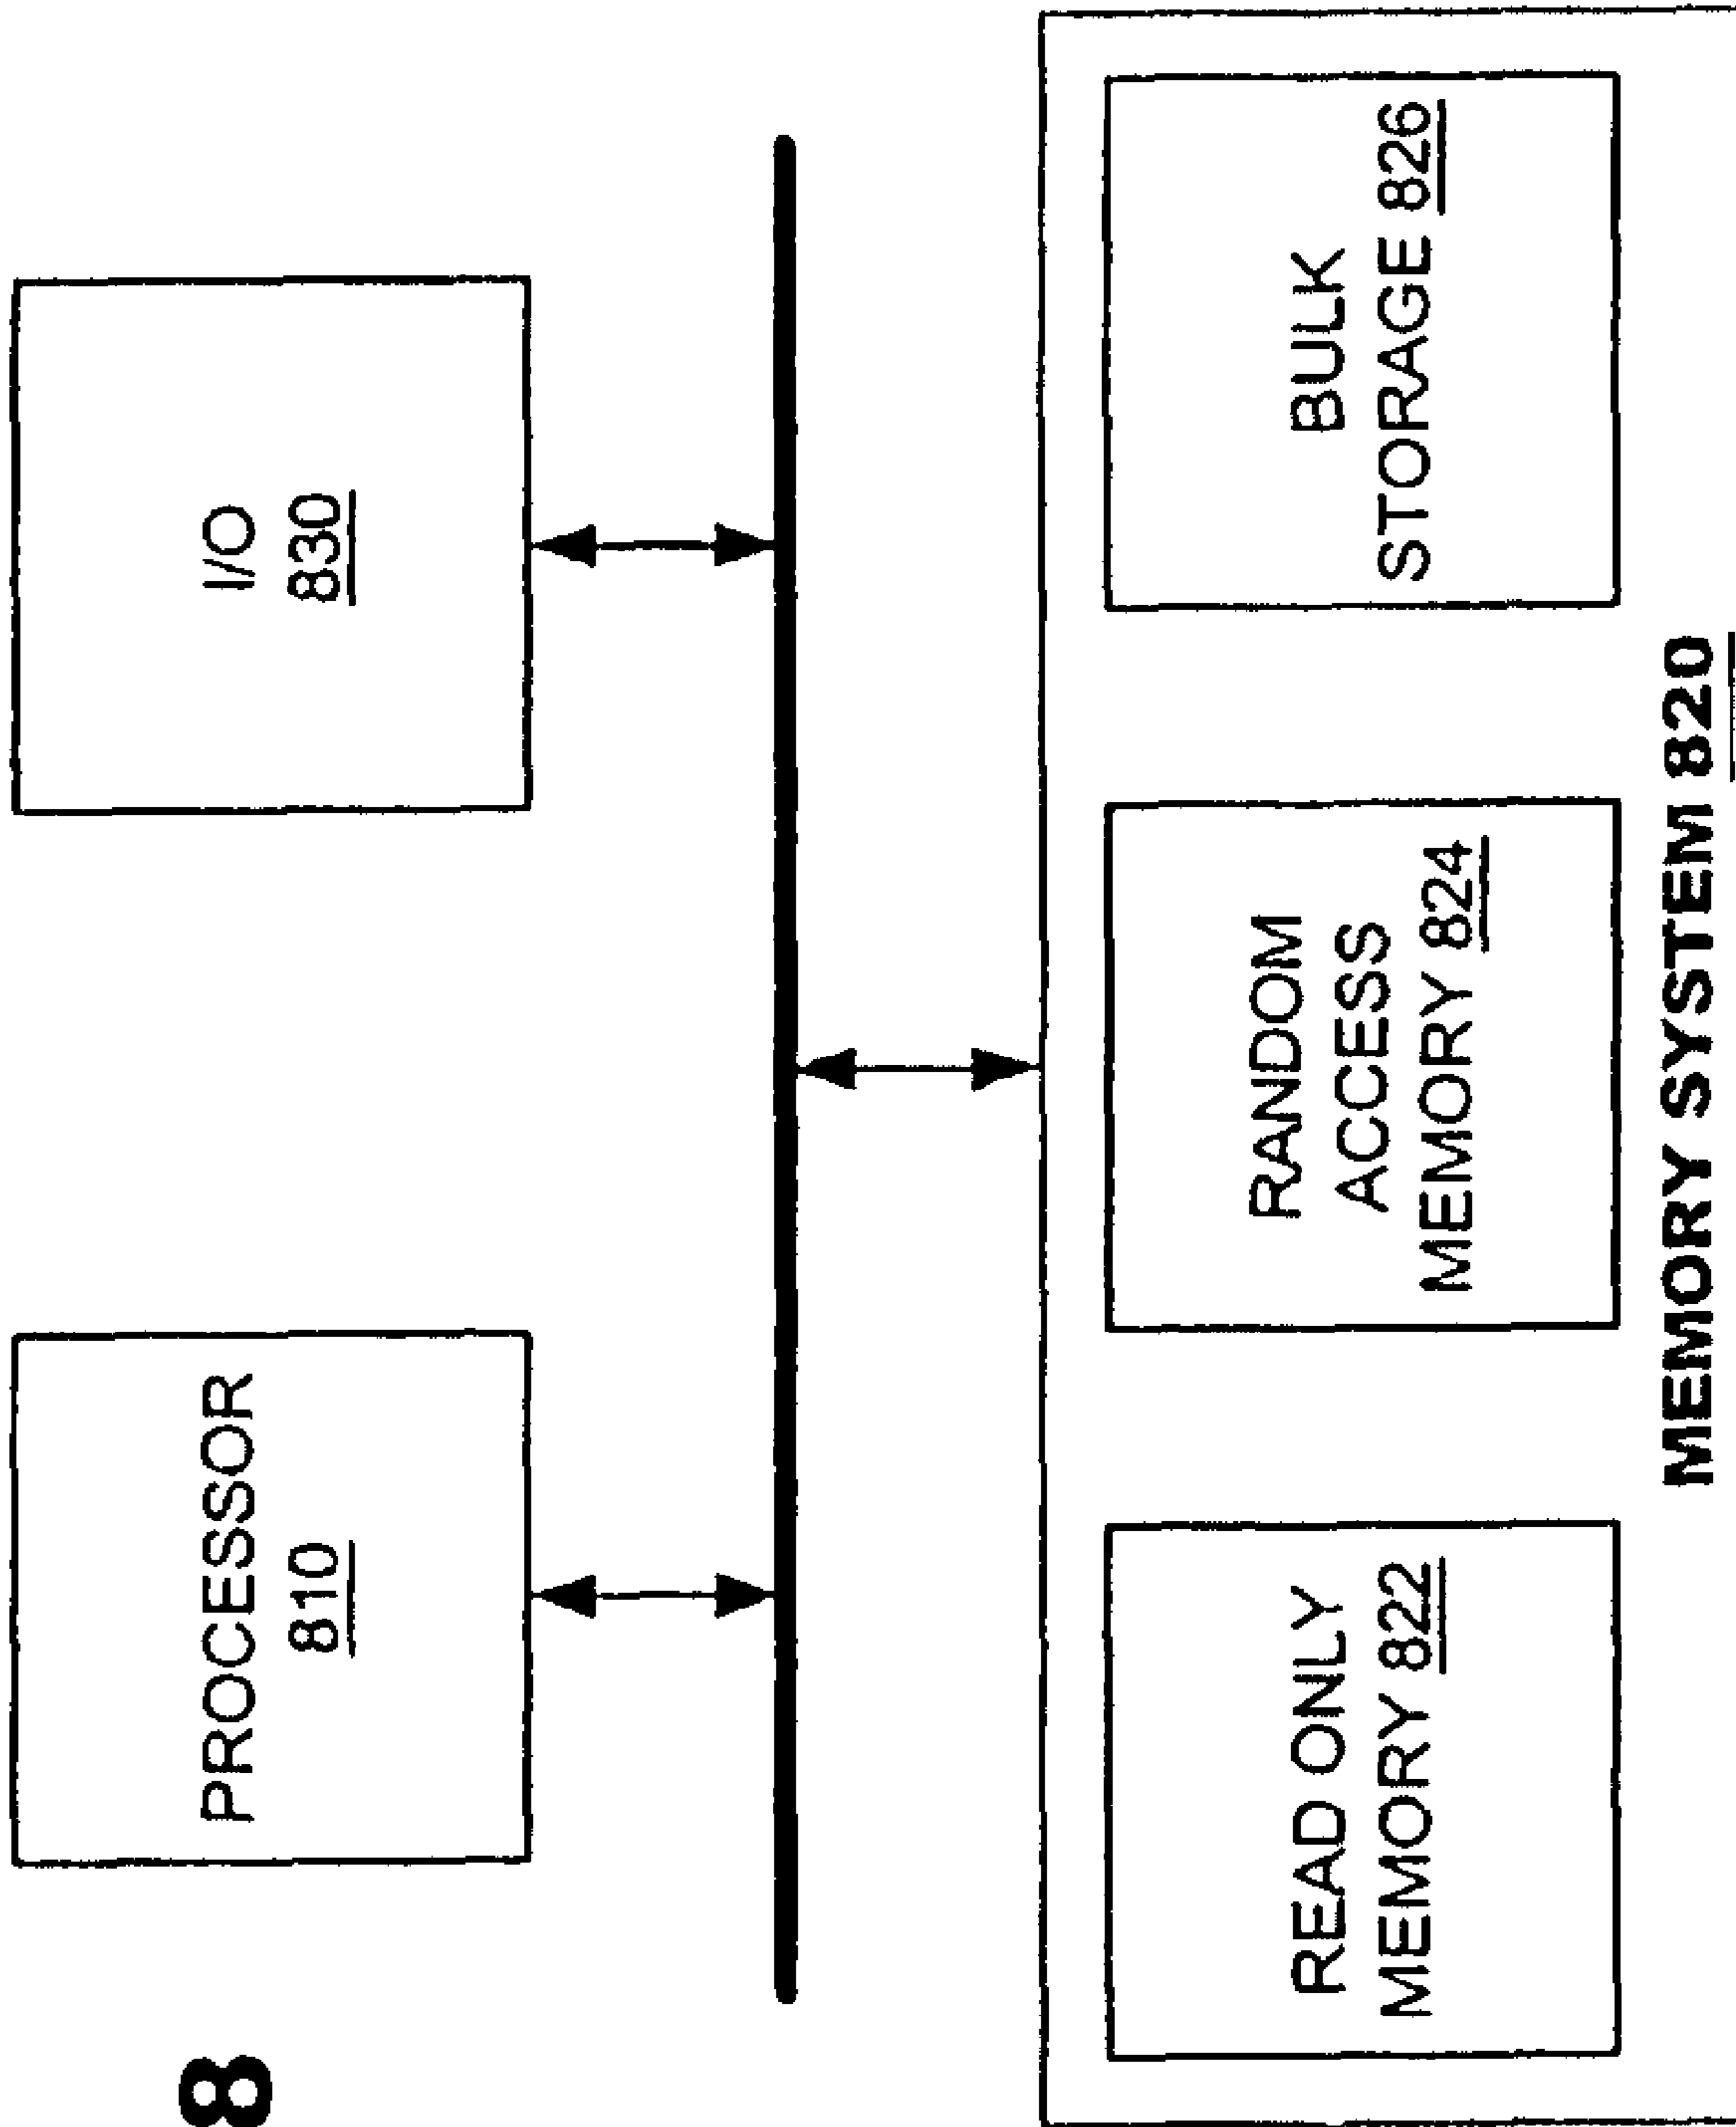 8
PROCESSOR
810
I/O
830
READ ONLY
MEMORY 822
RANDOM
ACCESS
MEMORY 824
BULK
STORAGE 826
MEMORY SYSTEM 820